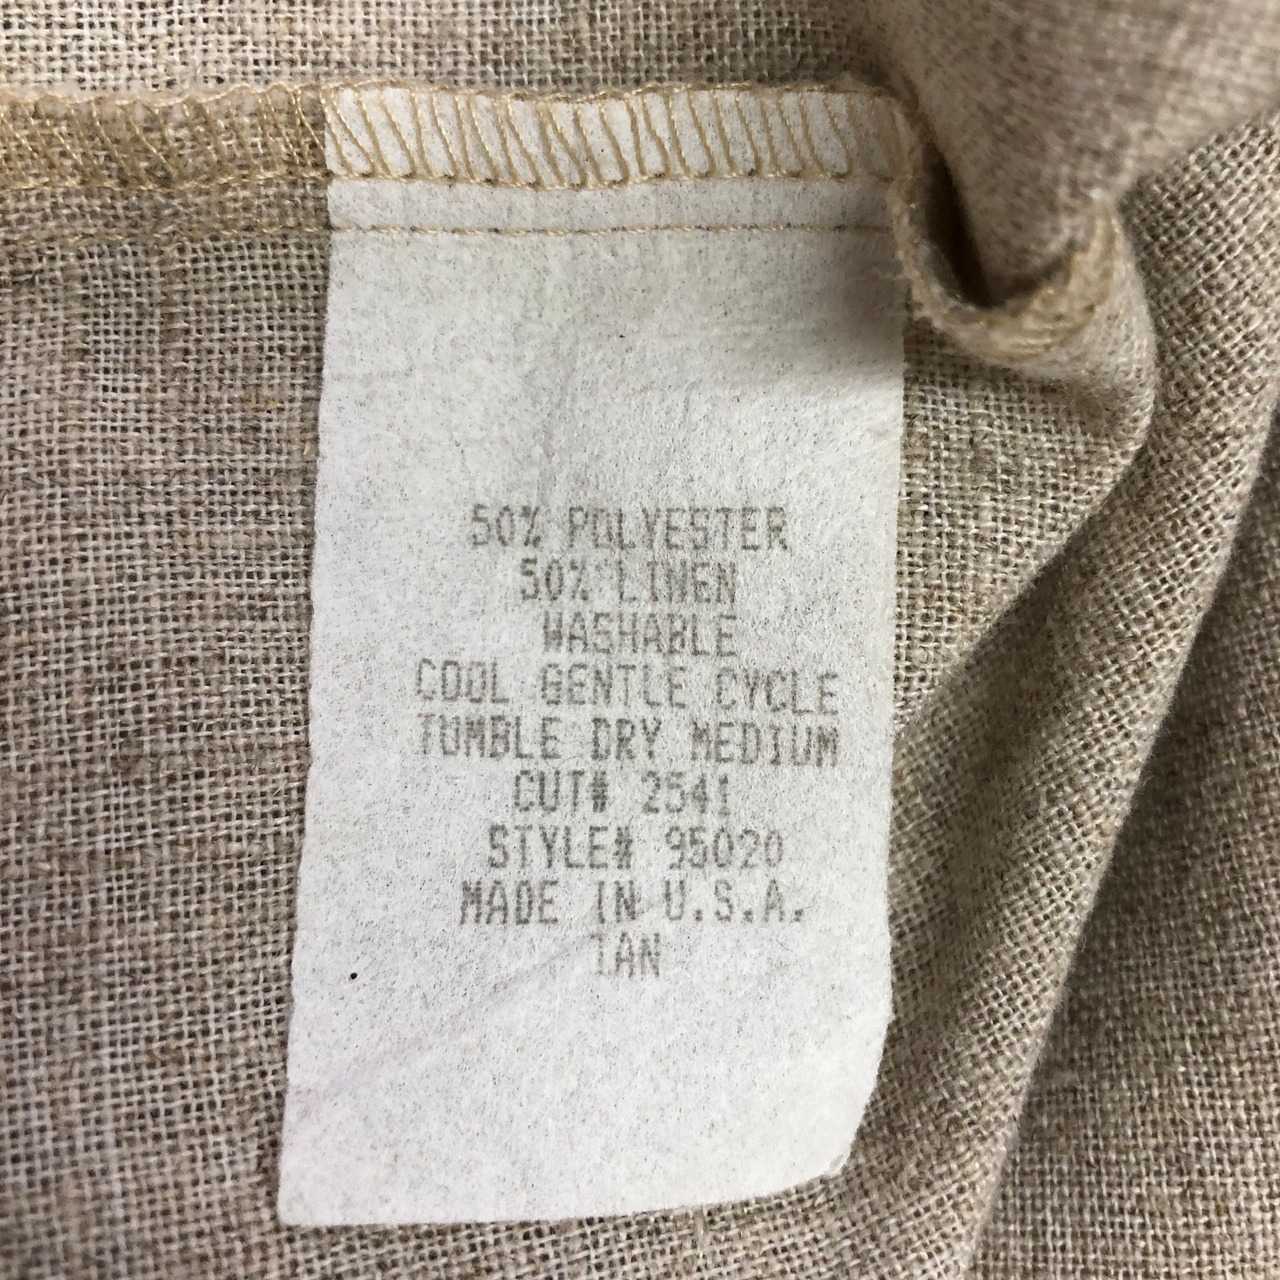 50% POLYESTER
50% LINEN
WASHABLE
COOL GENTLE CYCLE
TUMBLE DRY MEDIUM
CUT# 2541
STYLE# 95020
MADE IN U.S.A.
TAN